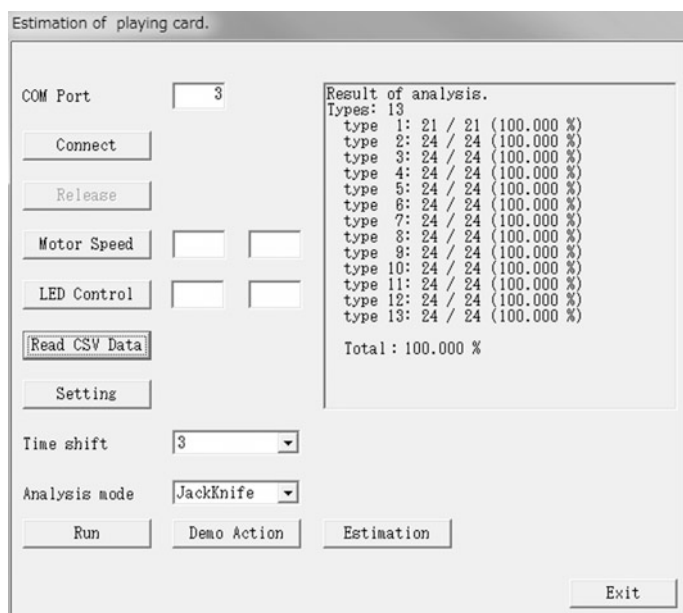 Estimation of playing card.
COM Port 3
Connect
Release
Motor Speed
LED Control
Read CSV Data
Setting
Time shift 3
Analysis mode JackKnife
Run Demo Action Estimation
Exit
Result of analysis.
Types: 13
type 1: 21 / 21 (100.000 %)
type 2: 24 / 24 (100.000 %)
type 3: 24 / 24 (100.000 %)
type 4: 24 / 24 (100.000 %)
type 5: 24 / 24 (100.000 %)
type 6: 24 / 24 (100.000 %)
type 7: 24 / 24 (100.000 %)
type 8: 24 / 24 (100.000 %)
type 9: 24 / 24 (100.000 %)
type 10: 24 / 24 (100.000 %)
type 11: 24 / 24 (100.000 %)
type 12: 24 / 24 (100.000 %)
type 13: 24 / 24 (100.000 %)
Total : 100.000 %